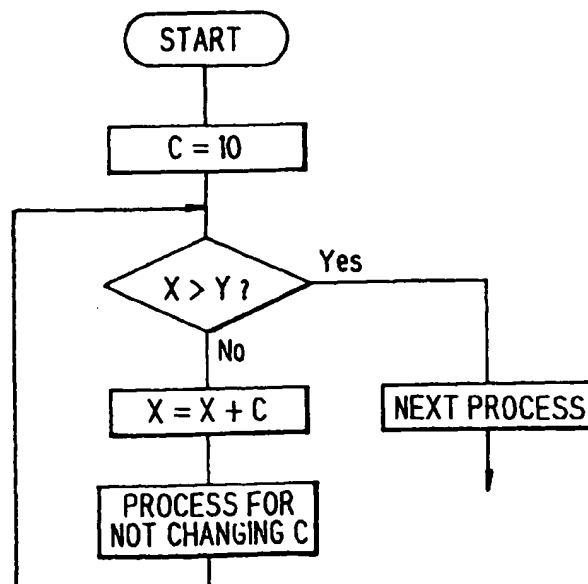 START
C = 10
X > Y ?
Yes
No
X = X + C
NEXT PROCESS
PROCESS FOR
NOT CHANGING C